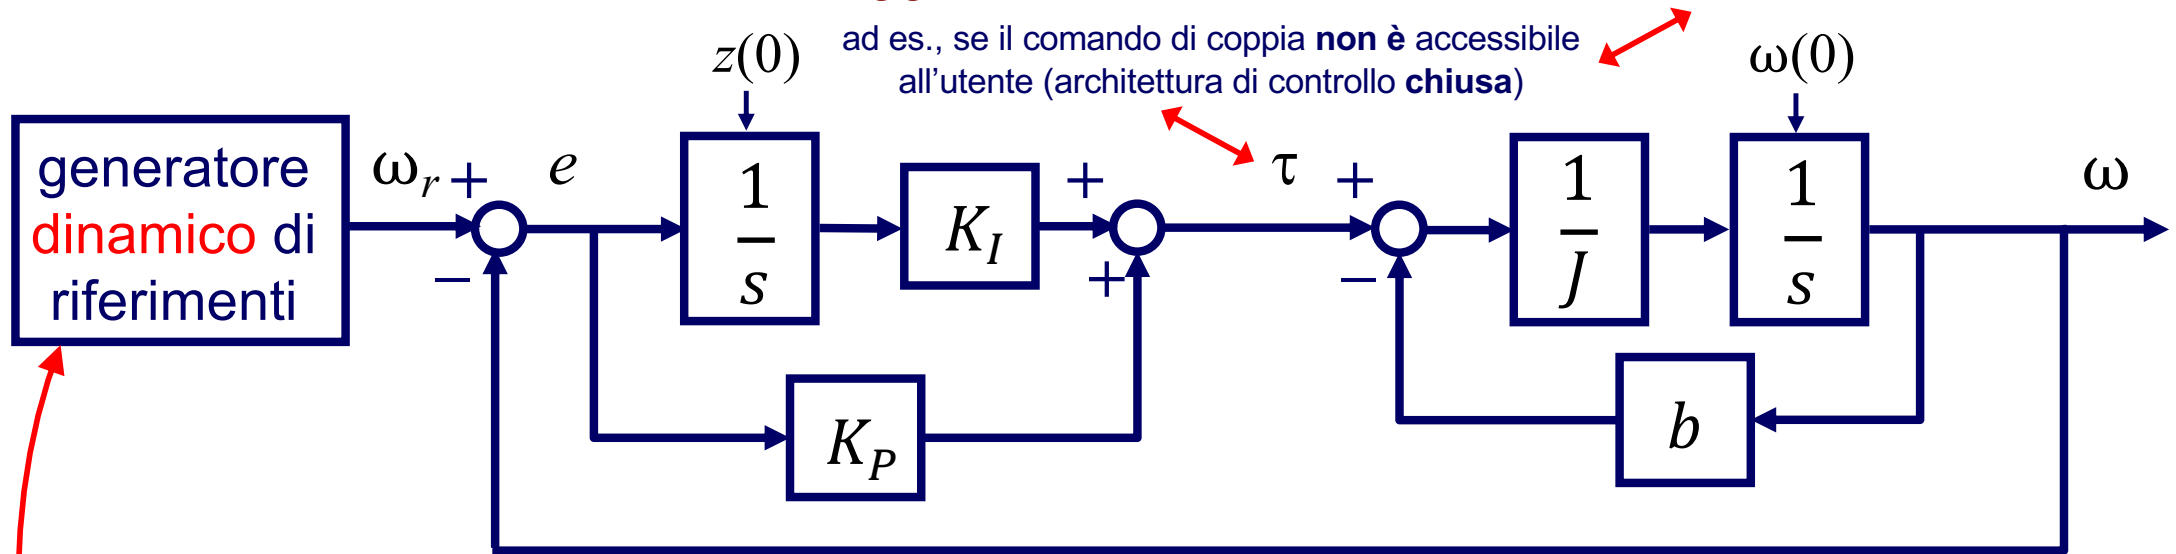 ad es., se il comando di coppia non è accessibile
all'utente (architettura di controllo chiusa)
z(0)
ω(0)
generatore
dinamico di
riferimenti
ωr
+
−
e
1
s
KI
+
+
τ
+
−
1
J
1
s
ω
KP
b